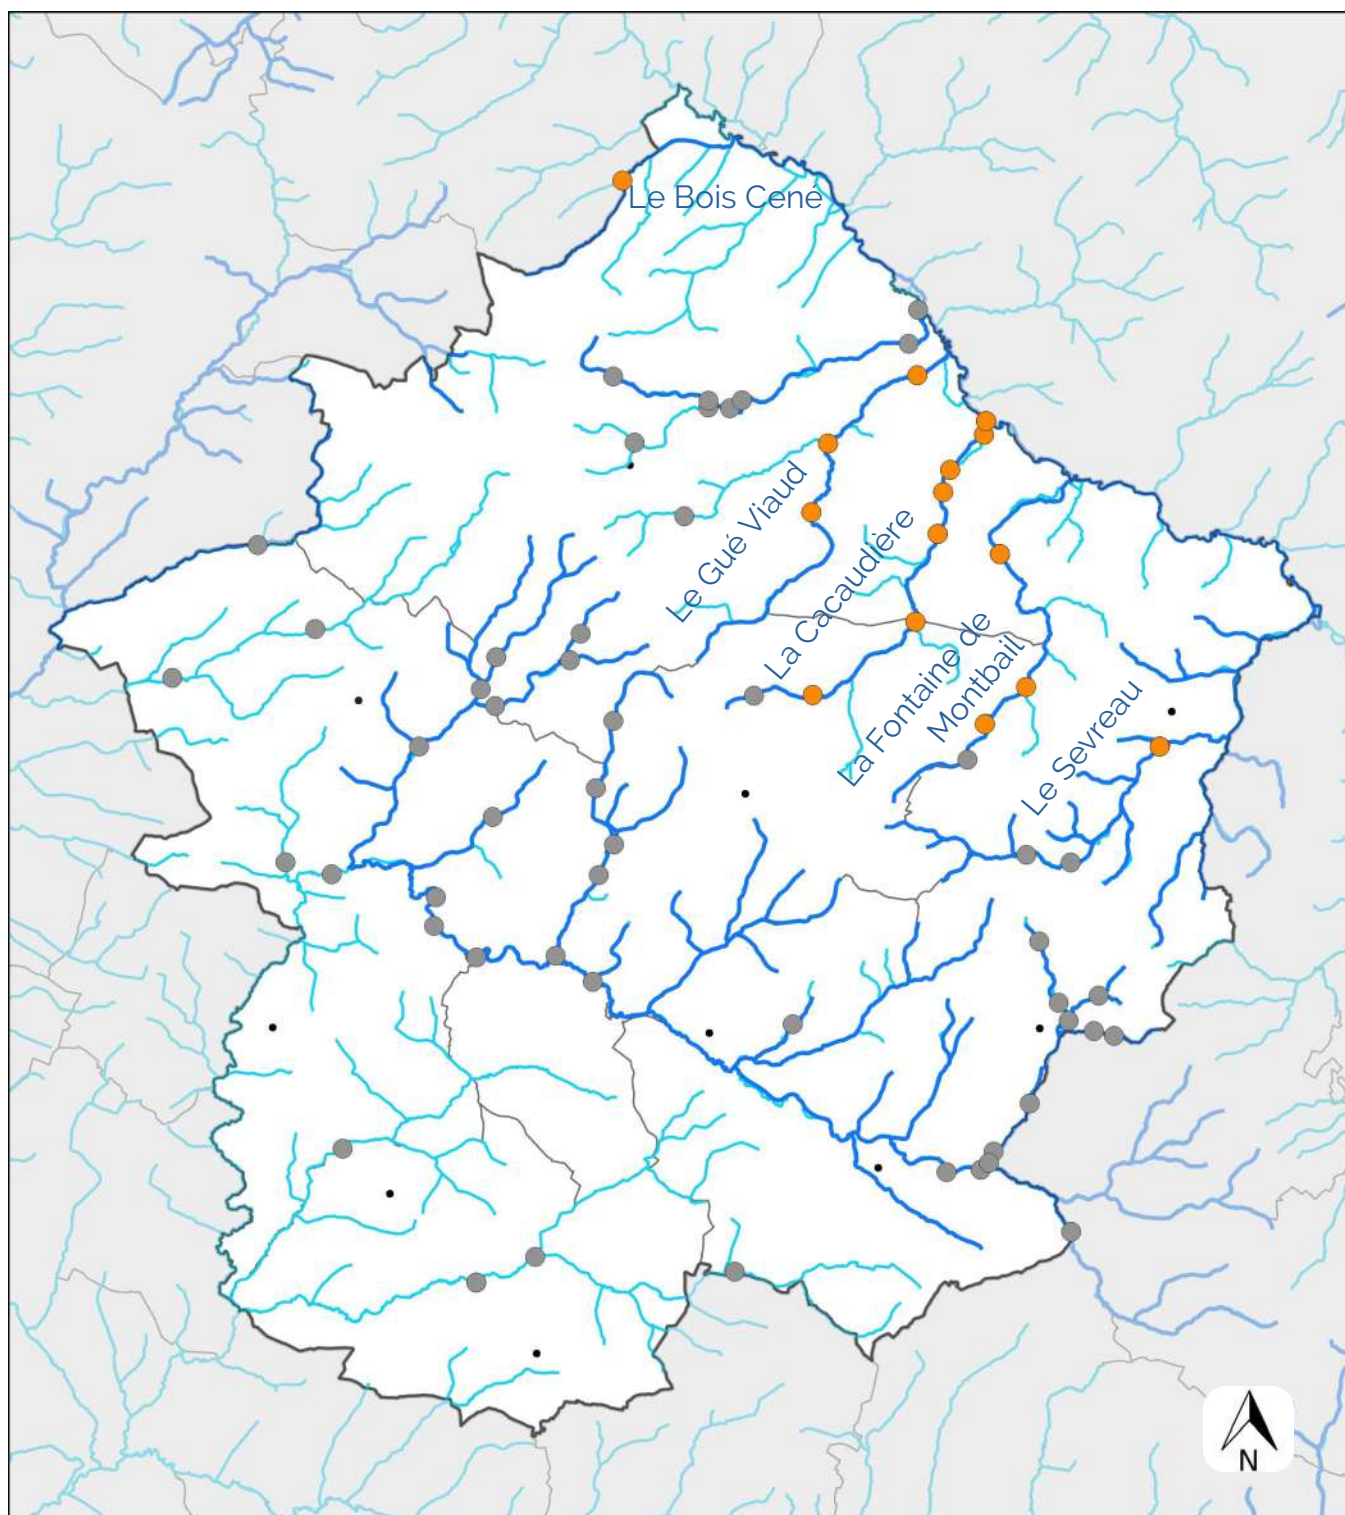 Le Bois Cené
Le Gué Viaud
La Cacaudière
La Fontaine de
Montbail
Le Sevreau
N